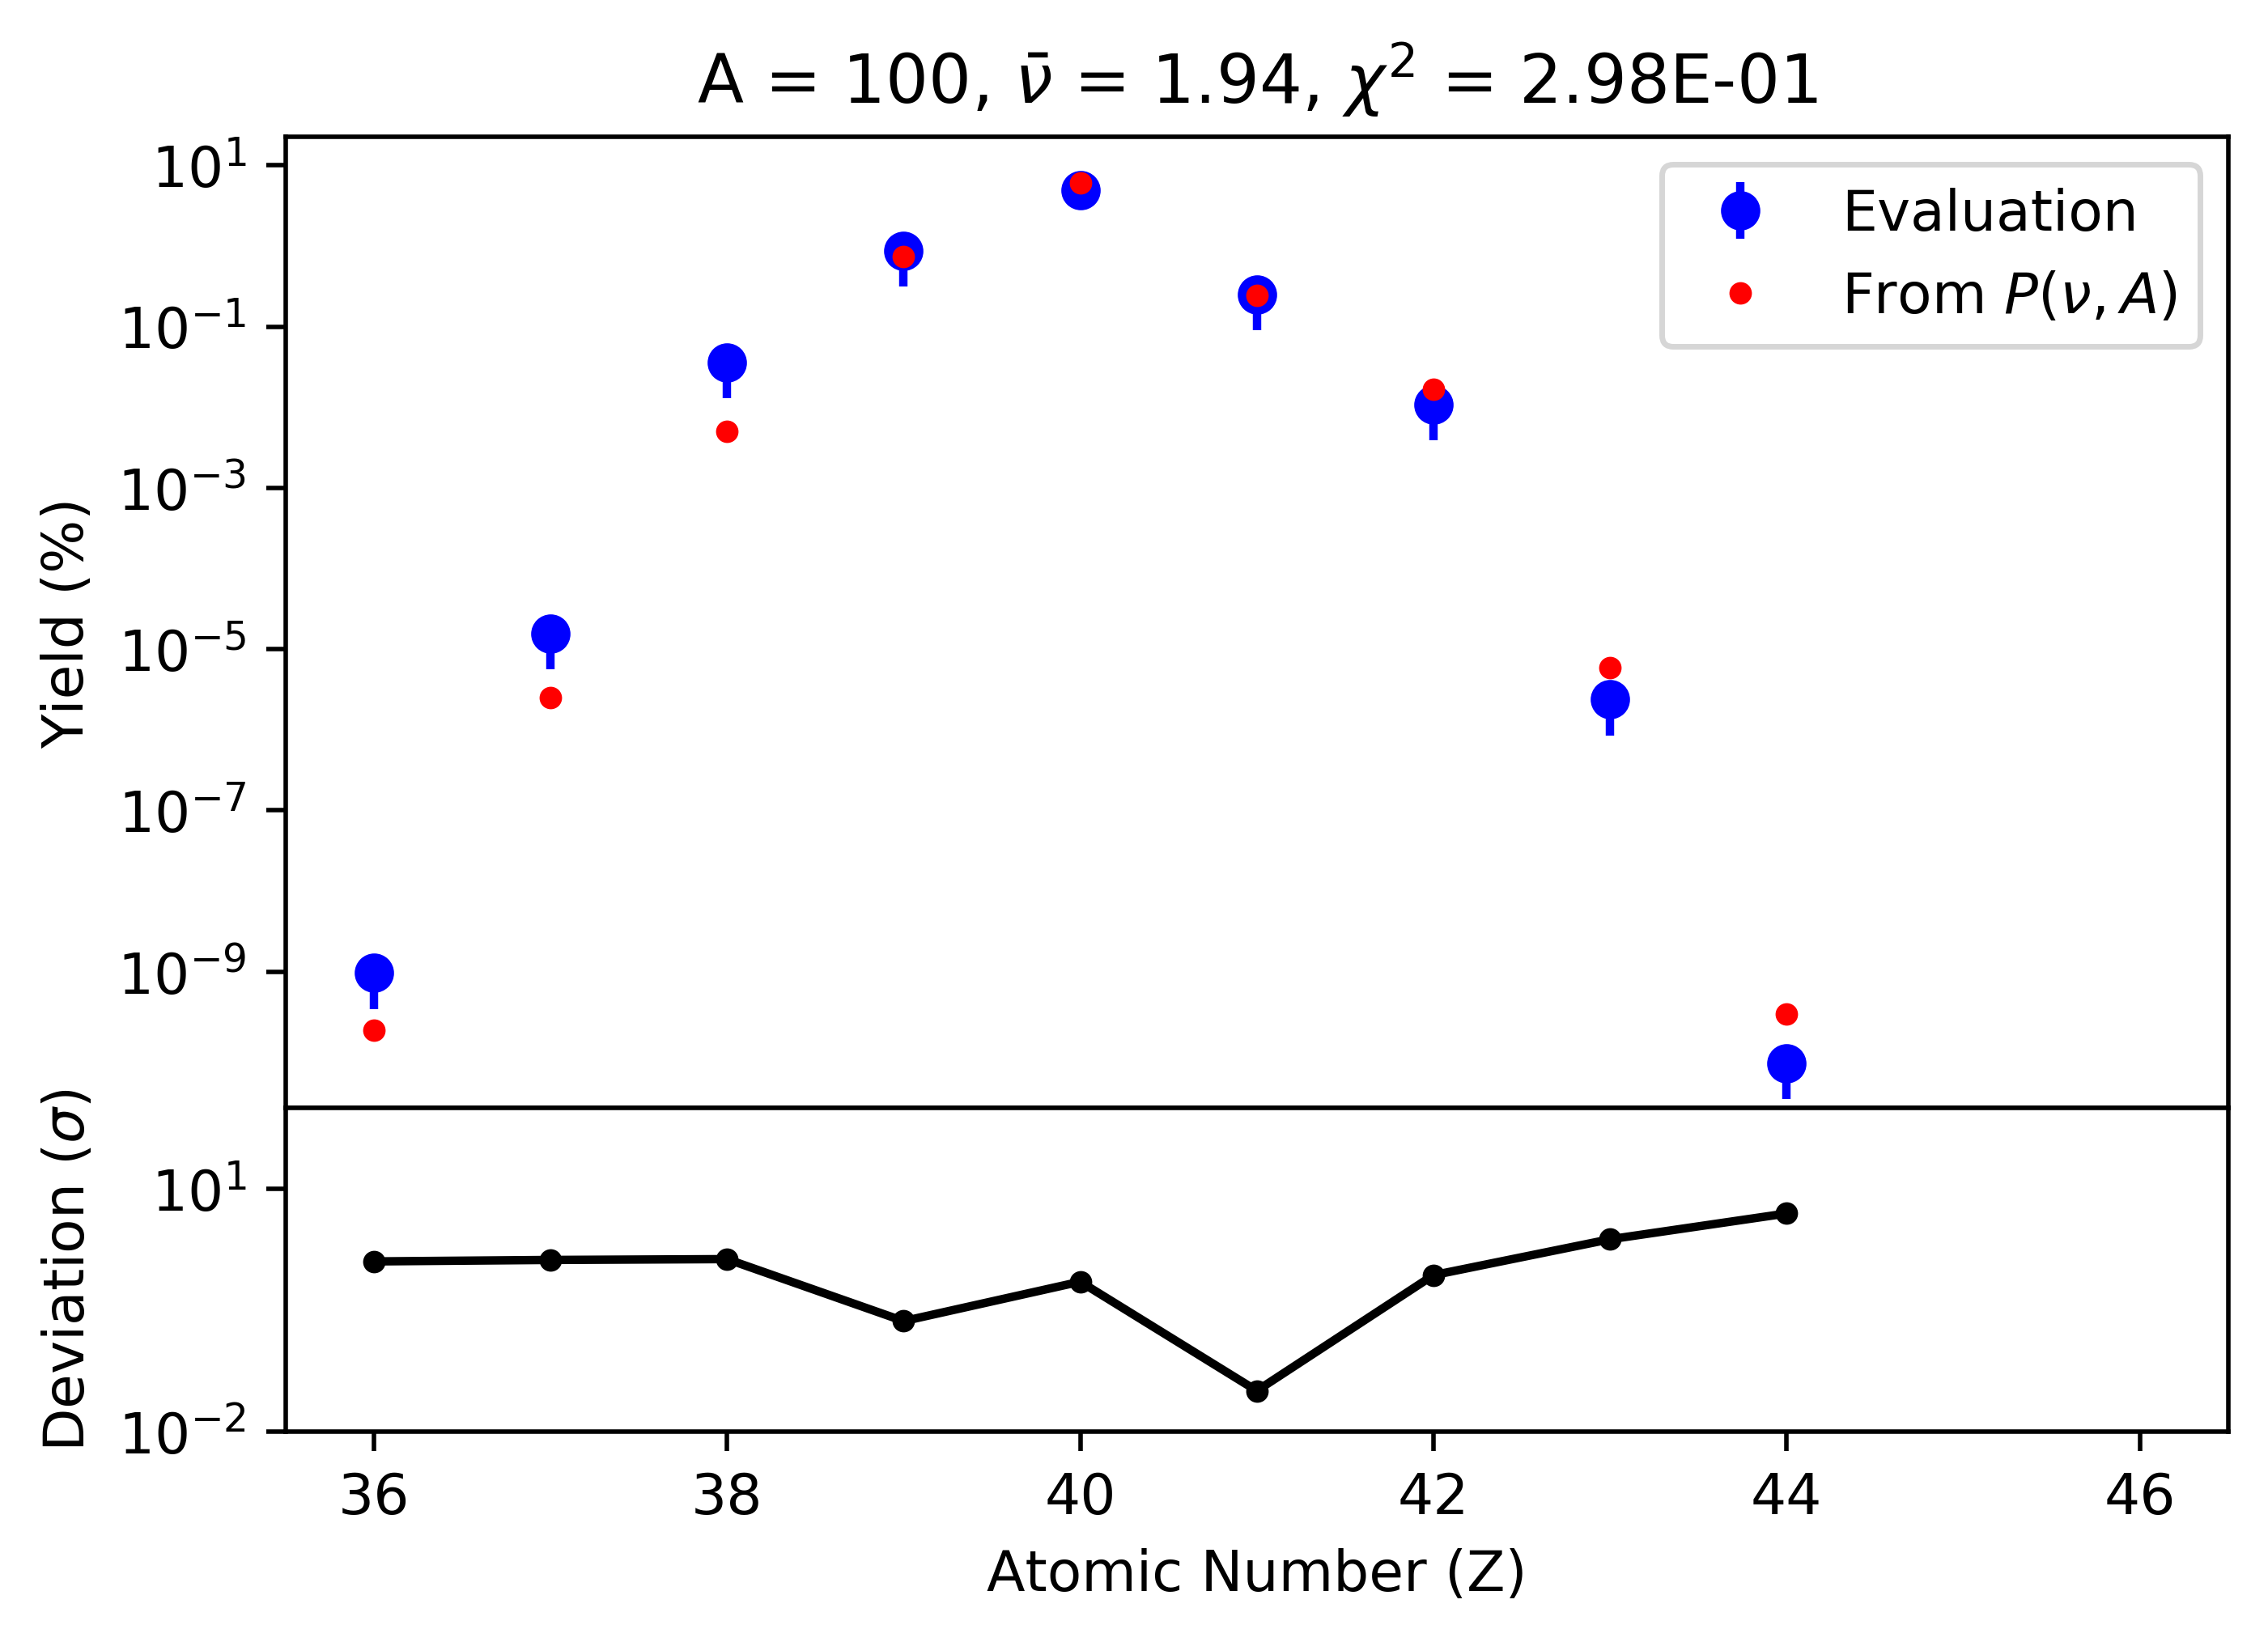 A = 100, ν̄ = 1.94, χ² = 2.98E-01
Evaluation
From P(ν, A)
Yield (%)
10¹
10⁻¹
10⁻³
10⁻⁵
10⁻⁷
10⁻⁹
Deviation (σ)
10¹
10⁻²
36 38 40 42 44 46
Atomic Number (Z)